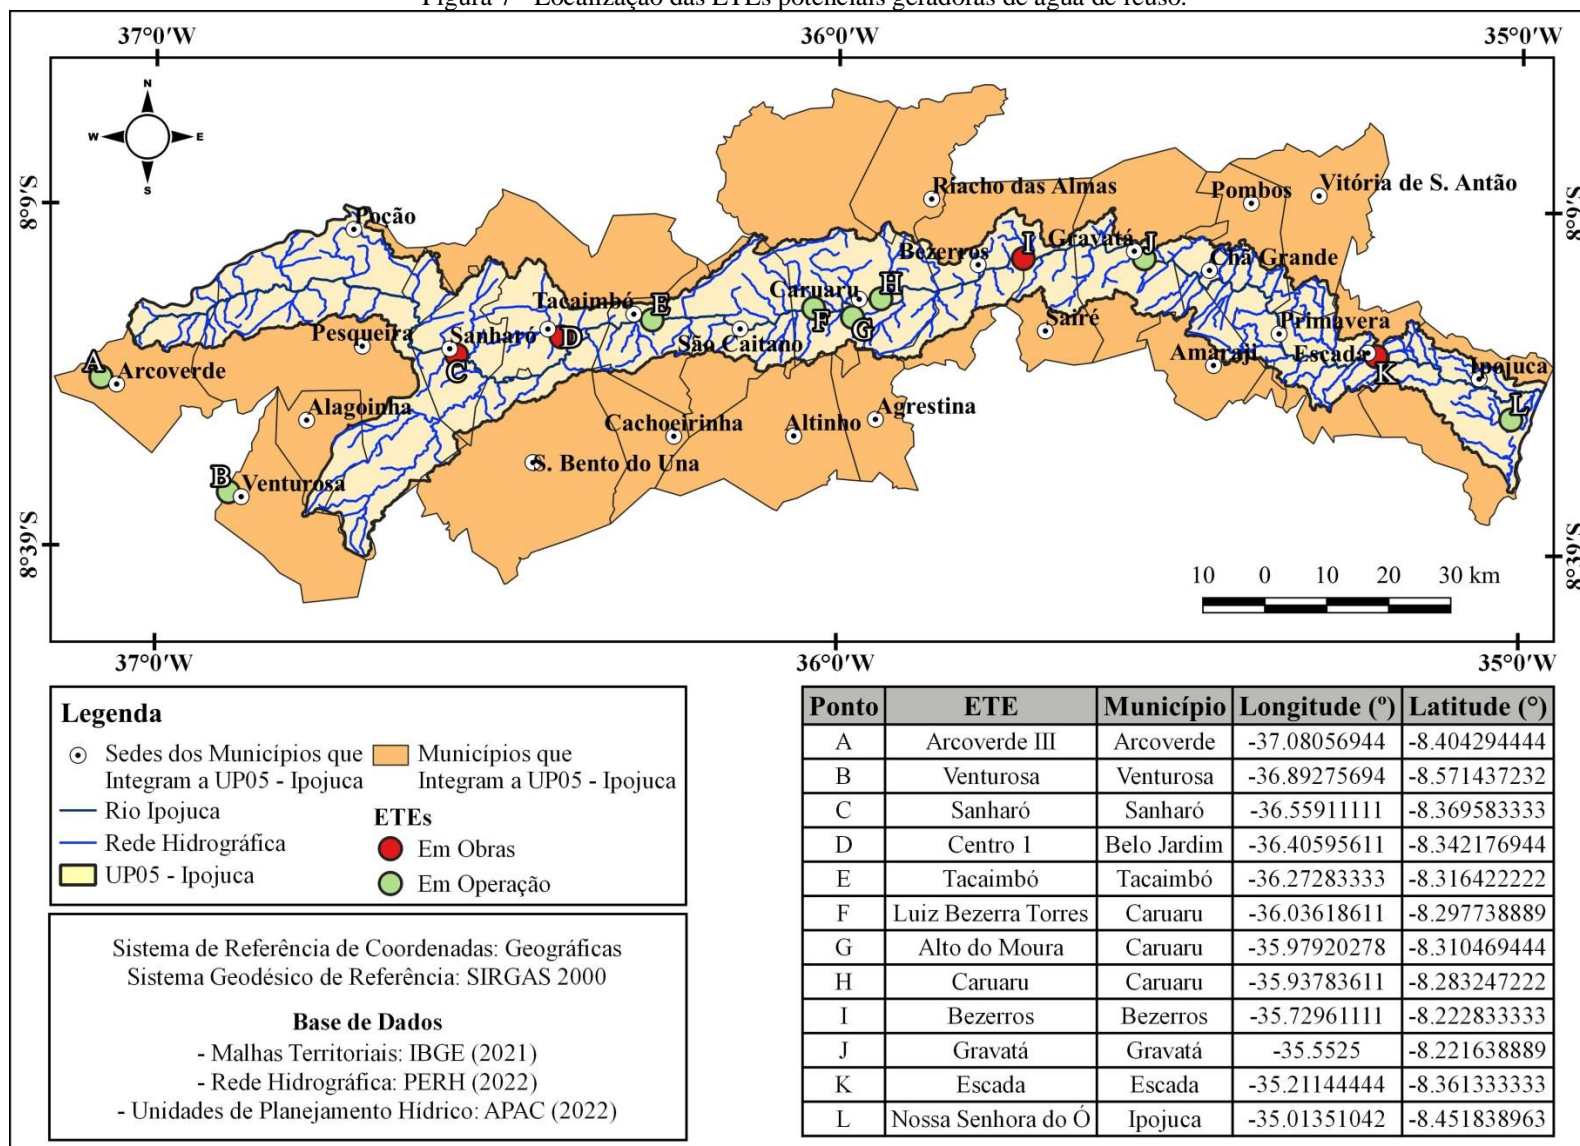 Figura 7 - Localização das ETEs potenciais geradoras de água de reúso.
37°0′W
36°0′W
35°0′W
N
W
E
S
8°9′S
8°9′S
Poção
Riacho das Almas
Pombos
Vitória de S. Antão
Bezerros
I
Gravatá
J
Chã Grande
Tacaimbó
E
Caruaru
H
F
G
Pesqueira
Sanharó
D
C
São Caitano
Sairé
Primavera
Amaraji
Escada
K
Ipojuca
L
A
Arcoverde
Alagoinha
B
Venturosa
Cachoeirinha
Altinho
Agrestina
S. Bento do Una
8°39′S
8°39′S
10 0 10 20 30 km
37°0′W
36°0′W
35°0′W
Legenda
Sedes dos Municípios que
Integram a UP05 - Ipojuca
Municípios que
Integram a UP05 - Ipojuca
Rio Ipojuca
Rede Hidrográfica
UP05 - Ipojuca
ETEs
Em Obras
Em Operação
Sistema de Referência de Coordenadas: Geográficas
Sistema Geodésico de Referência: SIRGAS 2000
Base de Dados
- Malhas Territoriais: IBGE (2021)
- Rede Hidrográfica: PERH (2022)
- Unidades de Planejamento Hídrico: APAC (2022)
Ponto ETE Município Longitude (º) Latitude (°)
A Arcoverde III Arcoverde -37.08056944 -8.404294444
B Venturosa Venturosa -36.89275694 -8.571437232
C Sanharó Sanharó -36.55911111 -8.369583333
D Centro 1 Belo Jardim -36.40595611 -8.342176944
E Tacaimbó Tacaimbó -36.27283333 -8.316422222
F Luiz Bezerra Torres Caruaru -36.03618611 -8.297738889
G Alto do Moura Caruaru -35.97920278 -8.310469444
H Caruaru Caruaru -35.93783611 -8.283247222
I Bezerros Bezerros -35.72961111 -8.222833333
J Gravatá Gravatá -35.5525 -8.221638889
K Escada Escada -35.21144444 -8.361333333
L Nossa Senhora do Ó Ipojuca -35.01351042 -8.451838963